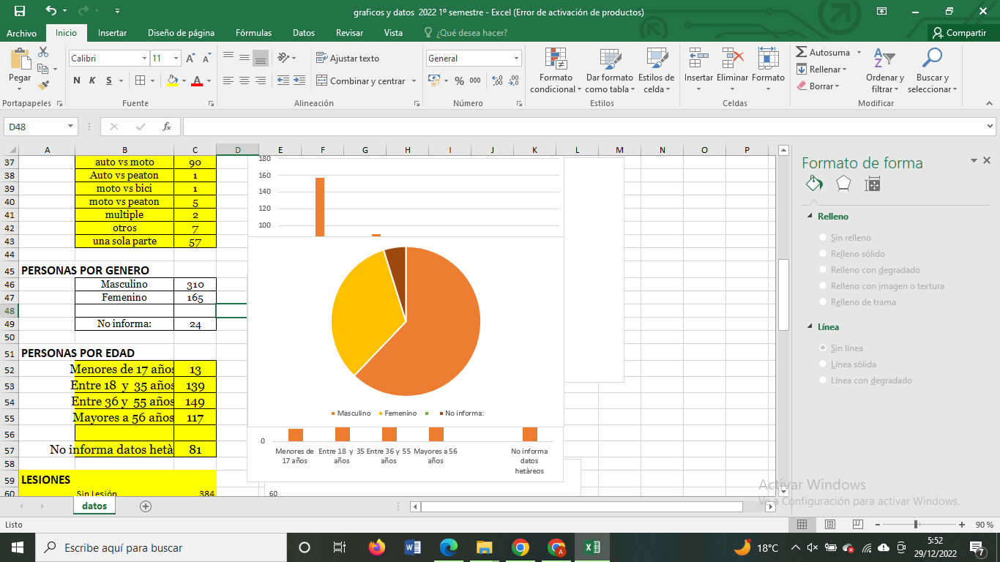 graficos y datos  2022 1º semestre - Excel (Error de activación de productos)
Archivo Inicio Insertar Diseño de página Fórmulas Datos Revisar Vista ¿Qué desea hacer? Compartir
Pegar
Calibri 11
N K S
Ajustar texto
Combinar y centrar
General
% 000
Formato condicional
Dar formato como tabla
Estilos de celda
Insertar Eliminar Formato
Autosuma
Rellenar
Borrar
Ordenar y filtrar
Buscar y seleccionar
Portapapeles Fuente Alineación Número Estilos Celdas Modificar
D48 fx
A B C D E F G H I J K L M N O P
37 auto vs moto 90
38 Auto vs peaton 1
39 moto vs bici 1
40 moto vs peaton 5
41 multiple 2
42 otros 7
43 una sola parte 57
44
45 PERSONAS POR GENERO
46 Masculino 310
47 Femenino 165
48
49 No informa: 24
50
51 PERSONAS POR EDAD
52 Menores de 17 años 13
53 Entre 18 y 35 años 139
54 Entre 36 y 55 años 149
55 Mayores a 56 años 117
56
57 No informa datos hetà 81
58
59 LESIONES
60 Sin Lesión 384
180
160
140
120
100
Masculino Femenino No informa:
0
Menores de 17 años
Entre 18 y 35 años
Entre 36 y 55 años
Mayores a 56 años
No informa datos hetàreos
60
Formato de forma
Relleno
Sin relleno
Relleno sólido
Relleno con degradado
Relleno con imagen o textura
Relleno de trama
Línea
Sin línea
Línea sólida
Línea con degradado
Activar Windows
Ve a Configuración para activar Windows.
datos
Listo
90 %
Escribe aquí para buscar
18°C
5:52
29/12/2022
7